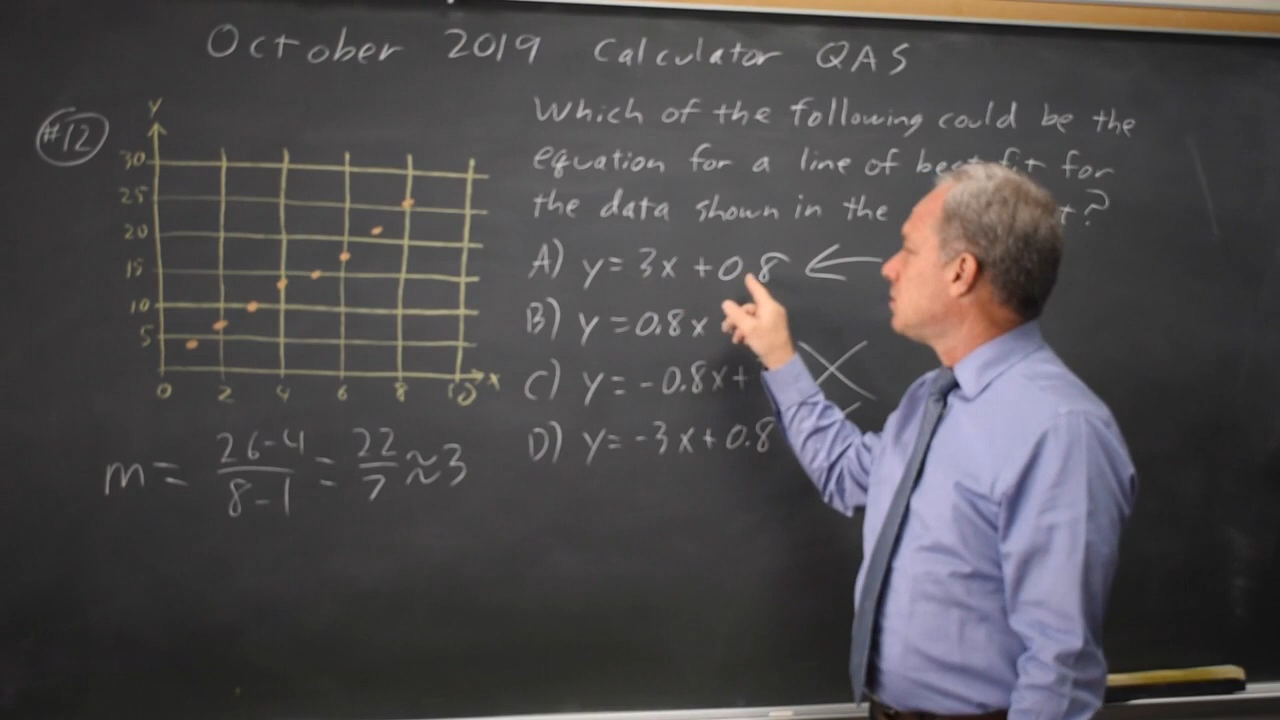 October 2019 Calculator QAS
#12
Y
30
25
20
15
10
5
0 2 4 6 8 10 x
m = 26-4/8-1 = 22/7 ≈ 3
Which of the following could be the
equation for a line of best fit for
the data shown in the t?
A) y = 3x + 0.8 ←
B) y = 0.8x
C) y = -0.8x +
D) y = -3x + 0.8